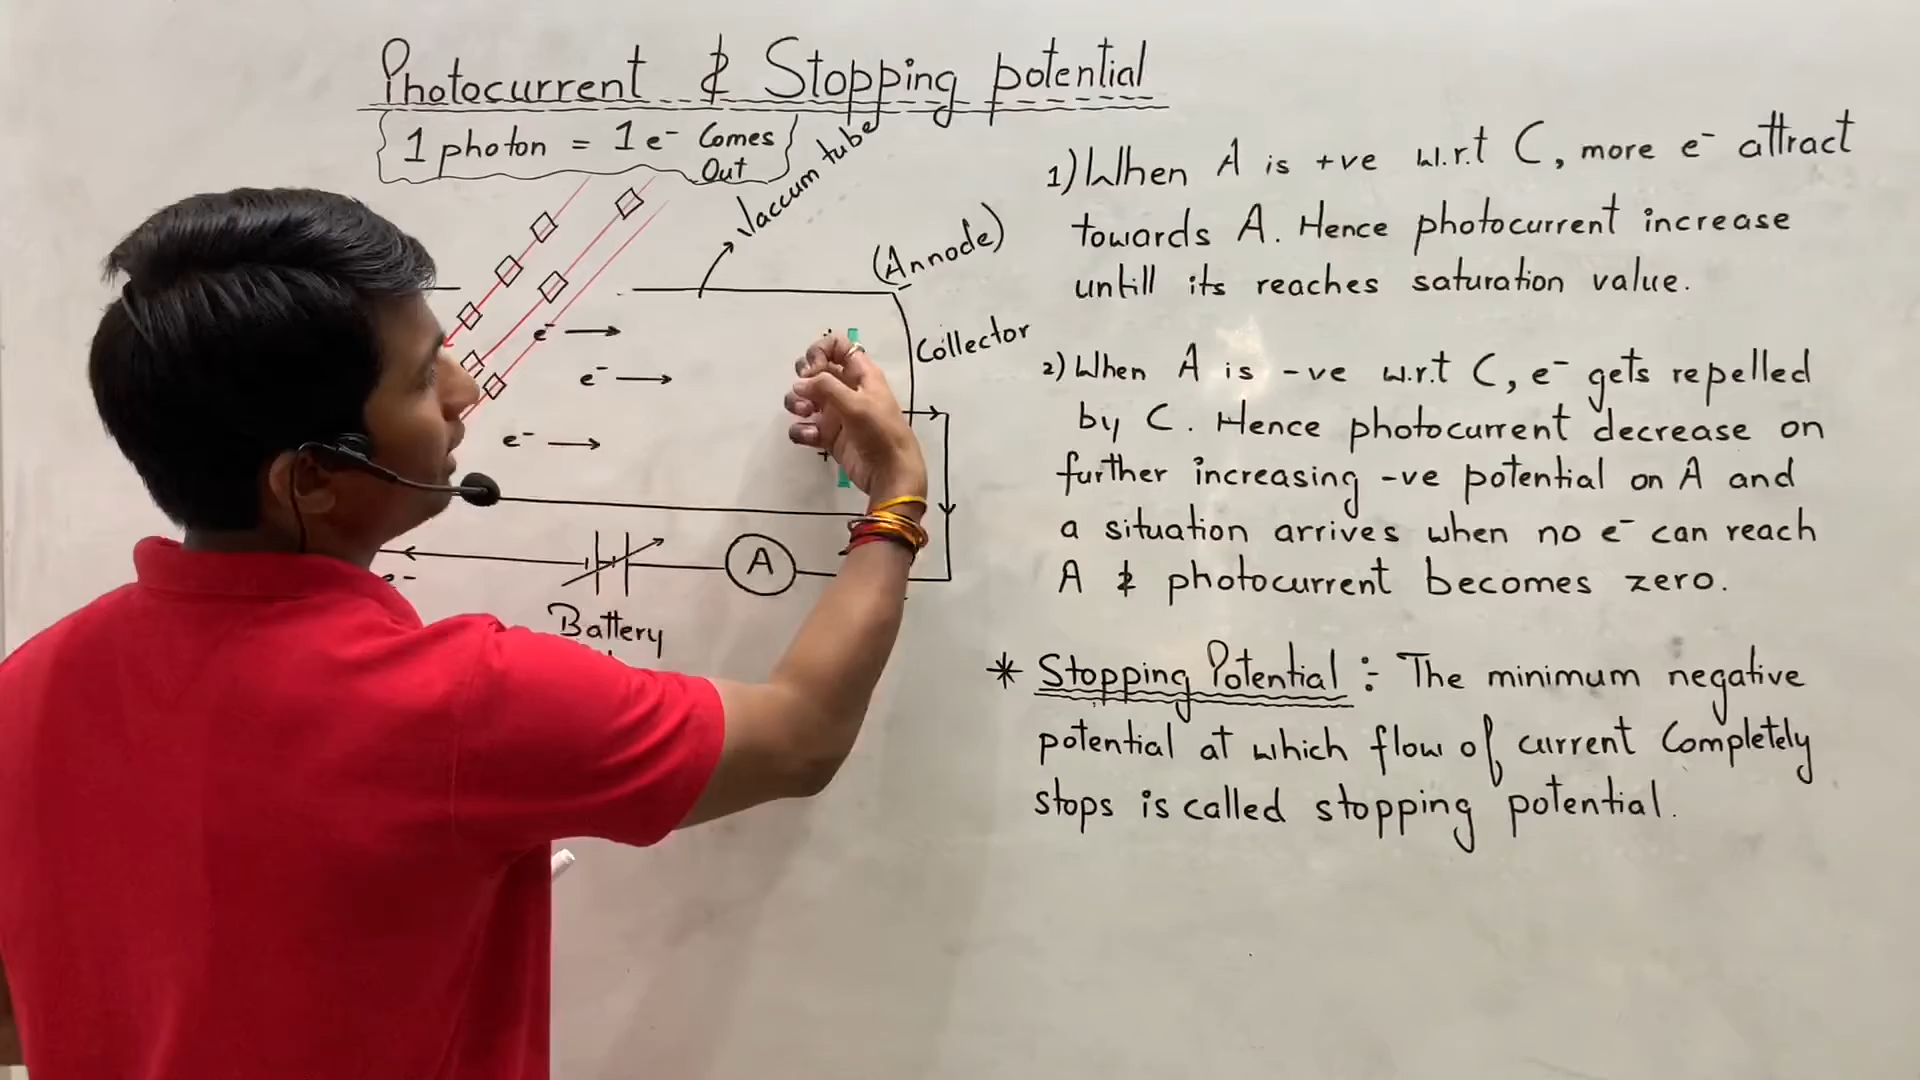 Photocurrent & Stopping potential
1 photon = 1 e⁻ Comes
Out
Vaccum tube
(Annode)
Collector
e⁻
e⁻
e⁻
+
A
e⁻
Battery
1) When A is +ve w.r.t C, more e⁻ attract
towards A. Hence photocurrent increase
untill its reaches saturation value.
2) When A is -ve w.r.t C, e⁻ gets repelled
by C. Hence photocurrent decrease on
further increasing -ve potential on A and
a situation arrives when no e⁻ can reach
A & photocurrent becomes zero.
* Stopping Potential :- The minimum negative
potential at which flow of current Completely
stops is called stopping potential.